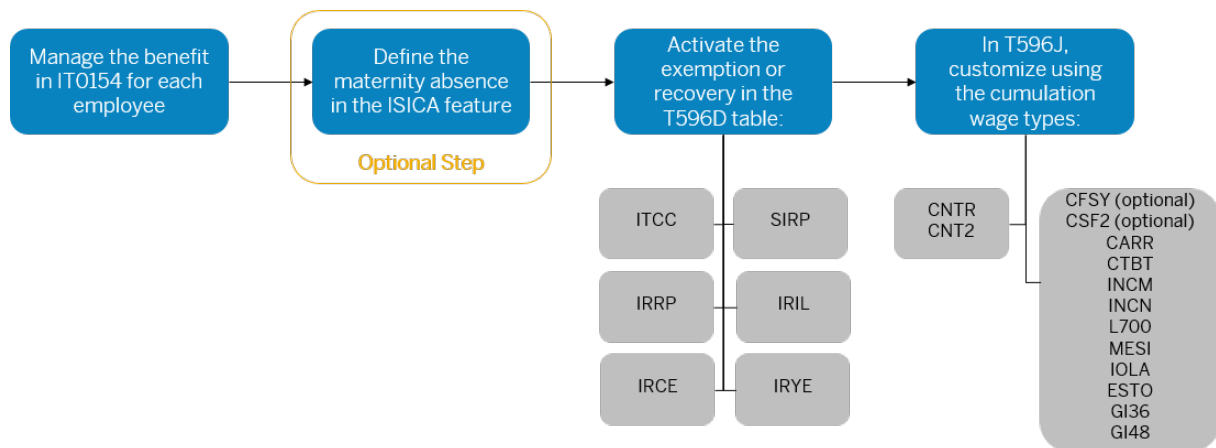 Manage the benefit
in IT0154 for each
employee
Define the
maternity absence
in the ISICA feature
Optional Step
Activate the
exemption or
recovery in the
T596D table:
In T596J,
customize using
the cumulation
wage types:
ITCC
SIRP
IRRP
IRIL
IRCE
IRYE
CNTR
CNT2
CFSY (optional)
CSF2 (optional)
CARR
CTBT
INCM
INCN
L700
MESI
IOLA
ESTO
GI36
GI48